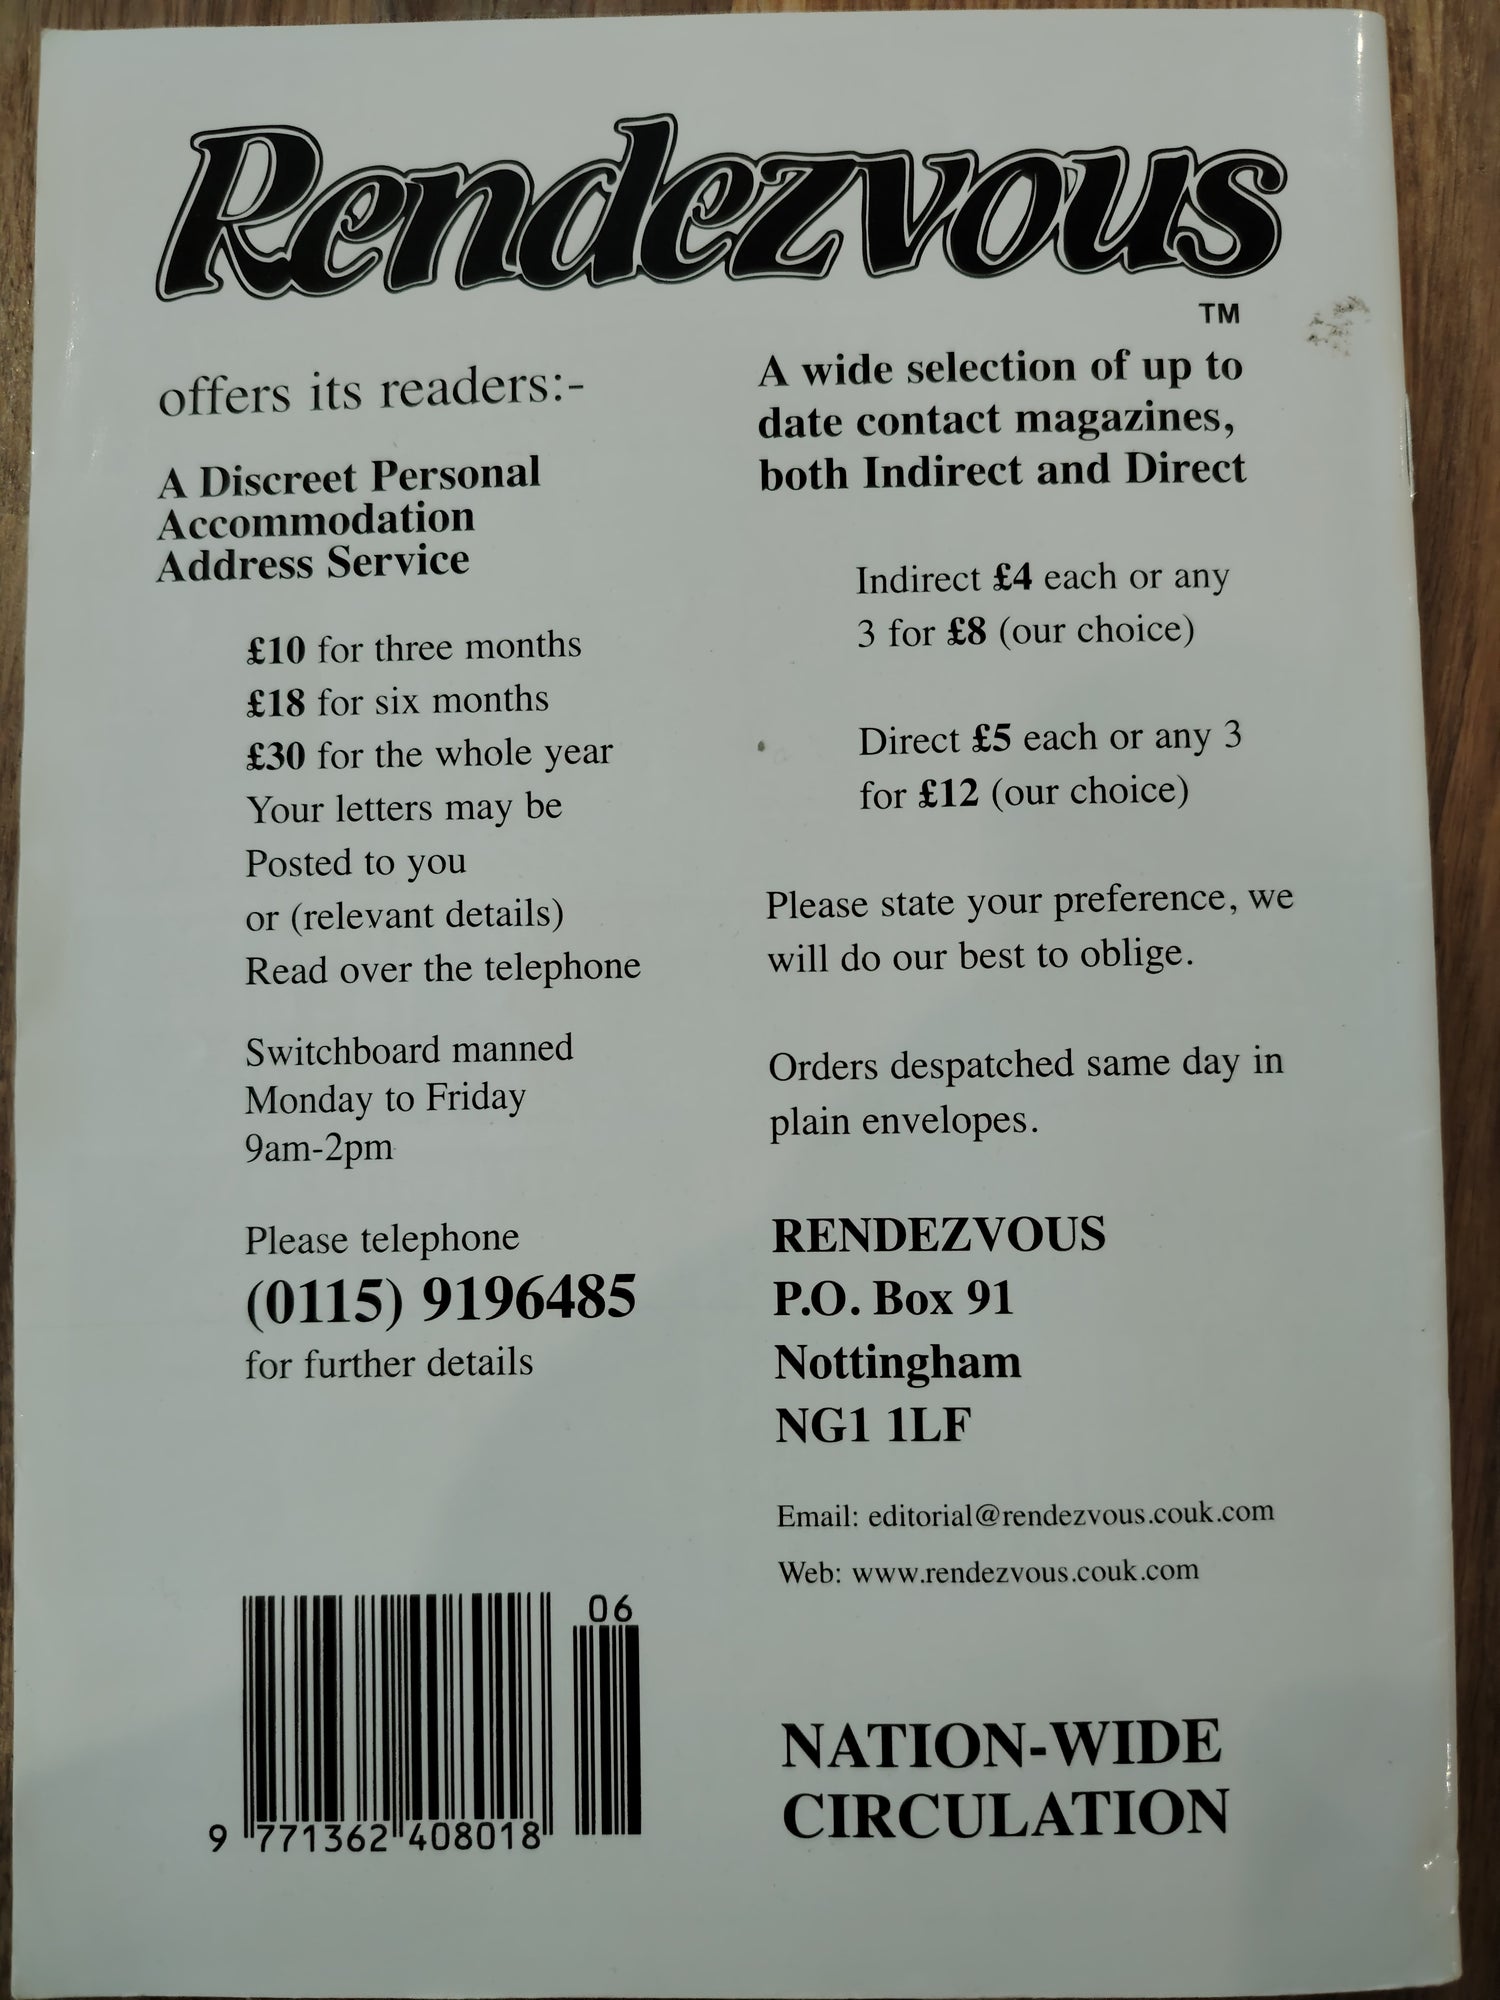 Rendezvous
TM
offers its readers:-
A Discreet Personal
Accommodation
Address Service
£10 for three months
£18 for six months
£30 for the whole year
Your letters may be
Posted to you
or (relevant details)
Read over the telephone
Switchboard manned
Monday to Friday
9am-2pm
Please telephone
(0115) 9196485
for further details
A wide selection of up to
date contact magazines,
both Indirect and Direct
Indirect £4 each or any
3 for £8 (our choice)
Direct £5 each or any 3
for £12 (our choice)
Please state your preference, we
will do our best to oblige.
Orders despatched same day in
plain envelopes.
RENDEZVOUS
P.O. Box 91
Nottingham
NG1 1LF
Email: editorial@rendezvous.couk.com
Web: www.rendezvous.couk.com
06
9 771362 408018
NATION-WIDE
CIRCULATION